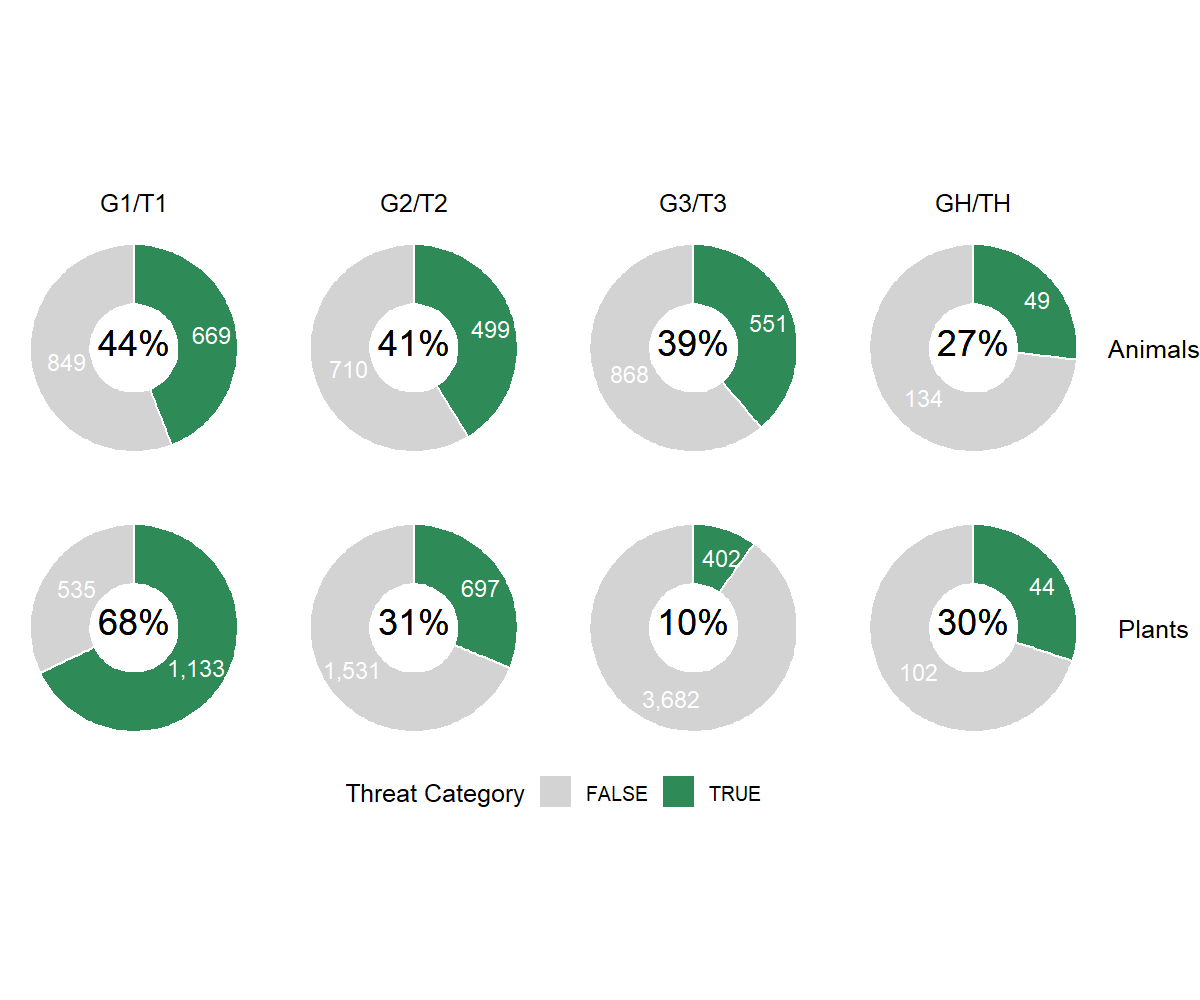 G1/T1 G2/T2 G3/T3 GH/TH
669 849 44% 499 710 41% 551 868 39% 49 134 27% Animals
535 1,133 68% 697 1,531 31% 402 3,682 10% 44 102 30% Plants
Threat Category FALSE TRUE